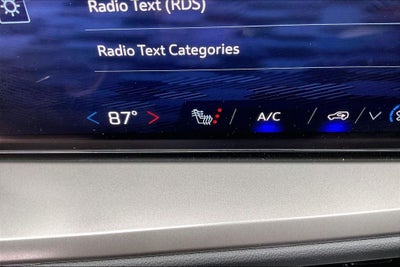 Radio Text (RDS)
Radio Text Categories
< 87° > A/C